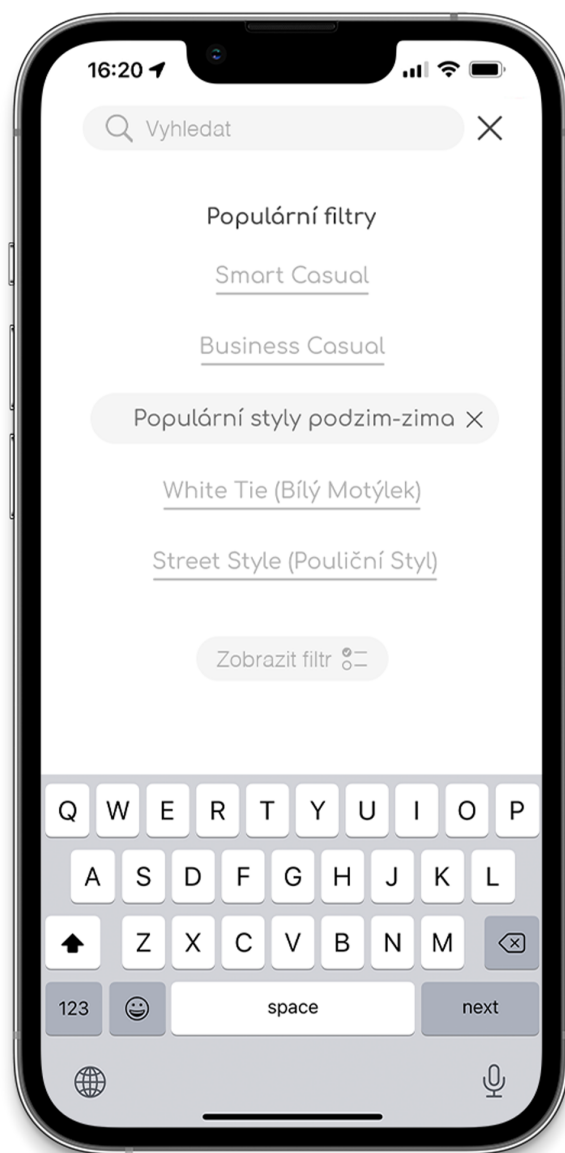 16:20
Vyhledat
Populární filtry
Smart Casual
Business Casual
Populární styly podzim-zima
White Tie (Bílý Motýlek)
Street Style (Pouliční Styl)
Zobrazit filtr
Q W E R T Y U I O P
A S D F G H J K L
Z X C V B N M
123 space next